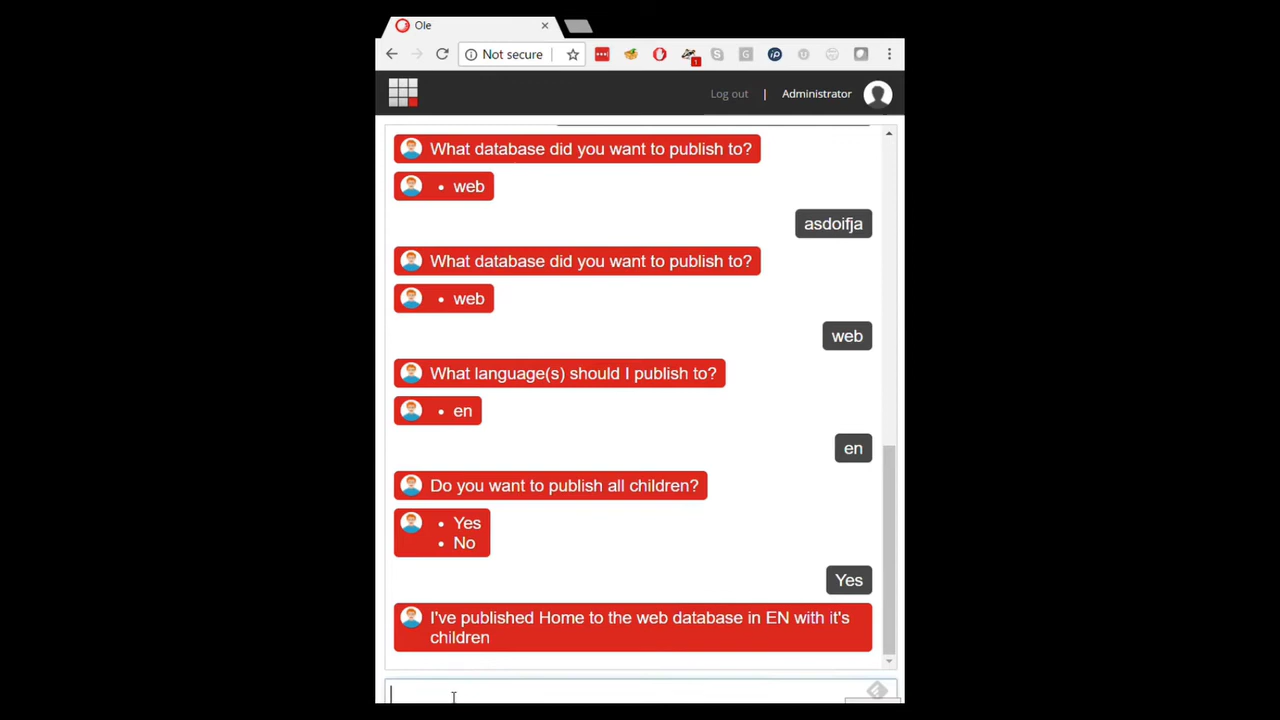 Ole
Not secure
1
Log out | Administrator
What database did you want to publish to?
• web
asdoifja
What database did you want to publish to?
• web
web
What language(s) should I publish to?
• en
en
Do you want to publish all children?
• Yes
• No
Yes
I've published Home to the web database in EN with it's
children